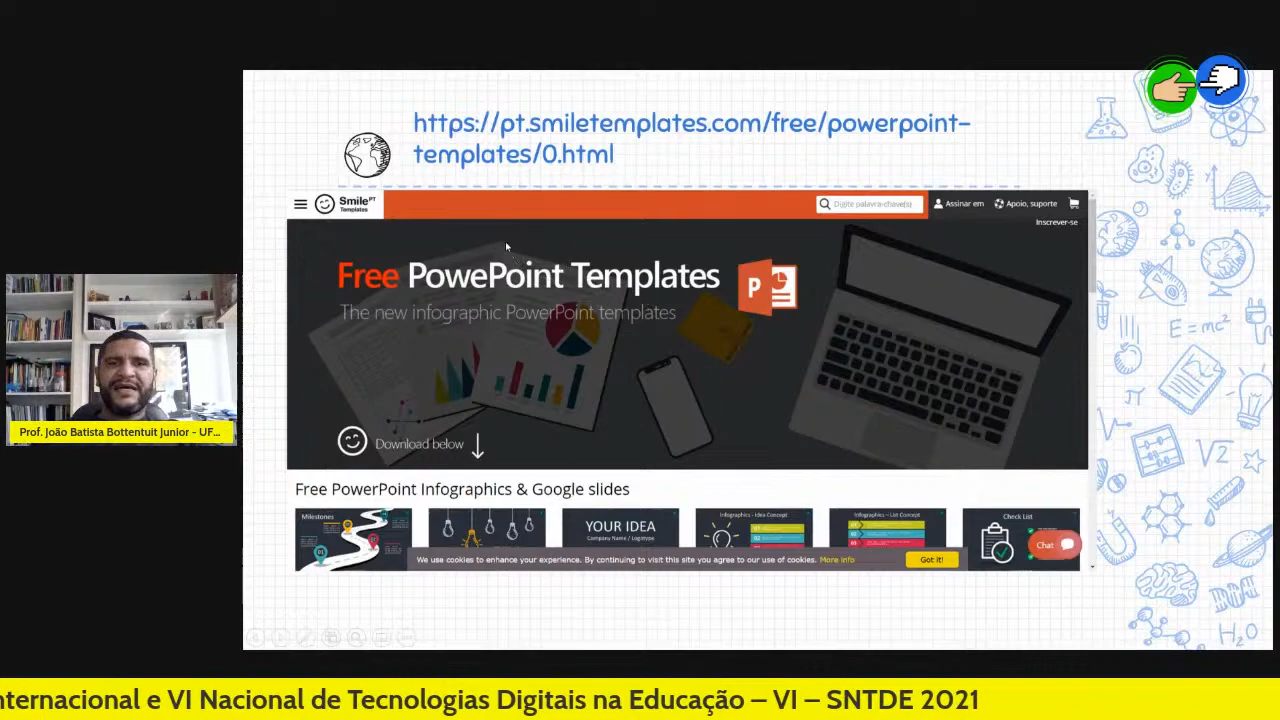 https://pt.smiletemplates.com/free/powerpoint-
templates/0.html
Smile PT
Templates
Digite palavra-chave(s)
Assinar em
Apoio, suporte
Inscrever-se
Free PowePoint Templates
P
The new infographic PowerPoint templates
Download below
Free PowerPoint Infographics & Google slides
Milestones
YOUR IDEA
Company Name / Logotype
Infographics - Idea Concept
Infographics - List Concept
Check List
Chat
We use cookies to enhance your experience. By continuing to visit this site you agree to our use of cookies. More info
Got it!
E=mc²
π
√2
H₂O
Prof. João Batista Bottentuit Junior - UF...
nternacional e VI Nacional de Tecnologias Digitais na Educação – VI – SNTDE 2021